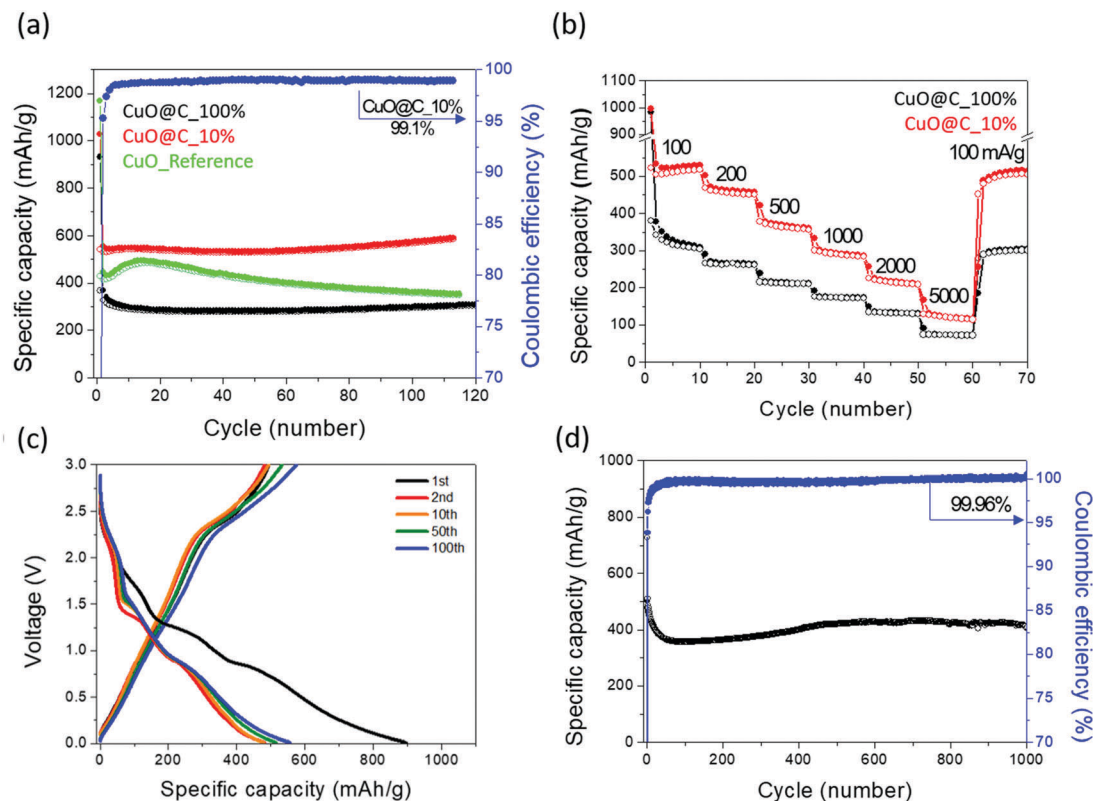 (a)
1200
1000
800
600
400
200
0
Specific capacity (mAh/g)
CuO@C_100%
CuO@C_10%
CuO_Reference
CuO@C_10%
99.1%
100
95
90
85
80
75
70
Coulombic efficiency (%)
0 20 40 60 80 100 120
Cycle (number)
(b)
1100
1000
900
500
400
300
200
100
0
Specific capacity (mAh/g)
CuO@C_100%
CuO@C_10%
100
200
500
1000
2000
5000
100 mA/g
0 10 20 30 40 50 60 70
Cycle (number)
(c)
3.0
2.5
2.0
1.5
1.0
0.5
0.0
Voltage (V)
1st
2nd
10th
50th
100th
0 200 400 600 800 1000
Specific capacity (mAh/g)
(d)
1000
800
600
400
200
0
Specific capacity (mAh/g)
99.96%
100
95
90
85
80
75
70
Coulombic efficiency (%)
0 200 400 600 800 1000
Cycle (number)